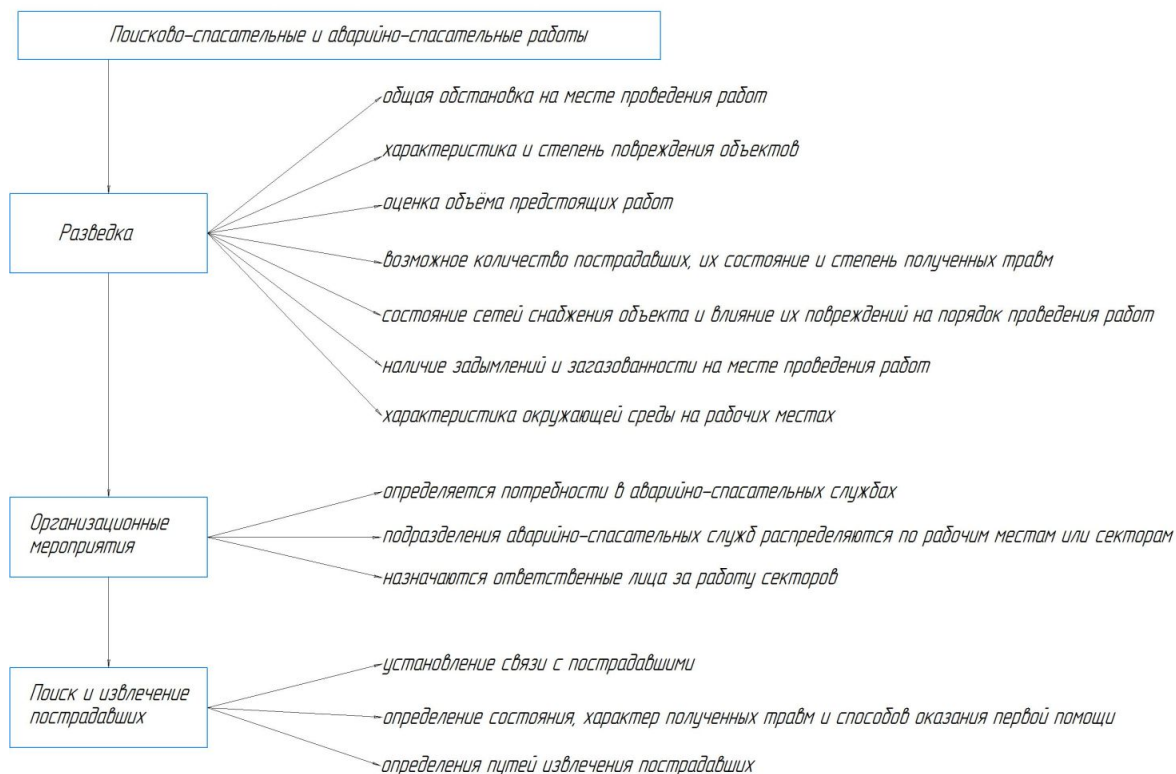 Поисково-спасательные и аварийно-спасательные работы
общая обстановка на месте проведения работ
характеристика и степень повреждения объектов
оценка объёма предстоящих работ
Разведка
возможное количество пострадавших, их состояние и степень полученных травм
состояние сетей снабжения объекта и влияние их повреждений на порядок проведения работ
наличие задымлений и загазованности на месте проведения работ
характеристика окружающей среды на рабочих местах
Организационные
мероприятия
определяется потребности в аварийно-спасательных службах
подразделения аварийно-спасательных служб распределяются по рабочим местам или секторам
назначаются ответственные лица за работу секторов
Поиск и извлечение
пострадавших
установление связи с пострадавшими
определение состояния, характер полученных травм и способов оказания первой помощи
определения путей извлечения пострадавших